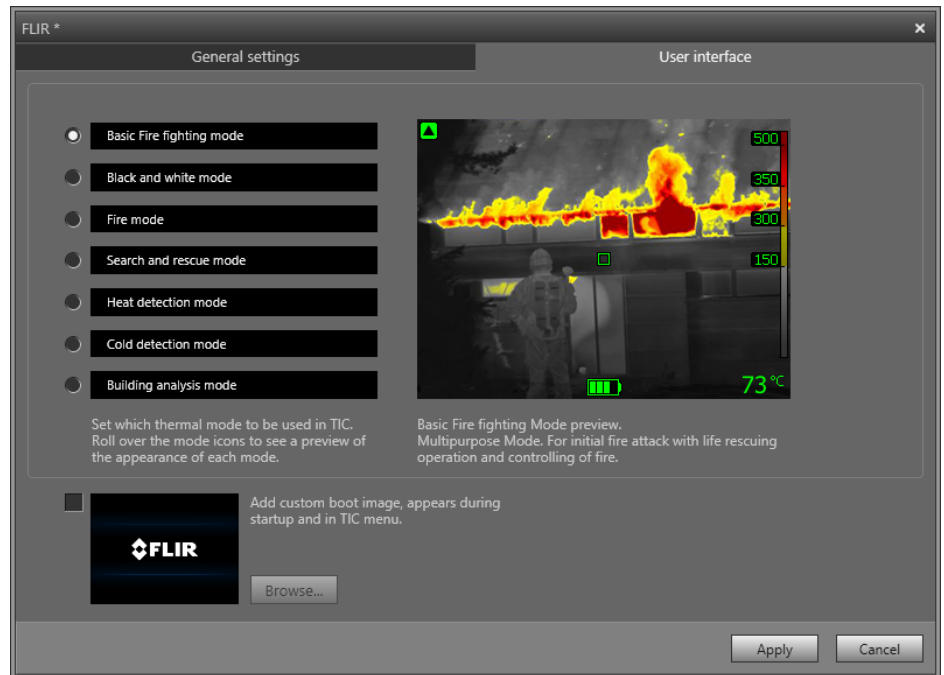 FLIR *
General settings
User interface
Basic Fire fighting mode
Black and white mode
Fire mode
Search and rescue mode
Heat detection mode
Cold detection mode
Building analysis mode
Set which thermal mode to be used in TIC.
Roll over the mode icons to see a preview of
the appearance of each mode.
500
350
300
150
73 °C
Basic Fire fighting Mode preview.
Multipurpose Mode. For initial fire attack with life rescuing
operation and controlling of fire.
FLIR
Add custom boot image, appears during
startup and in TIC menu.
Browse...
Apply
Cancel